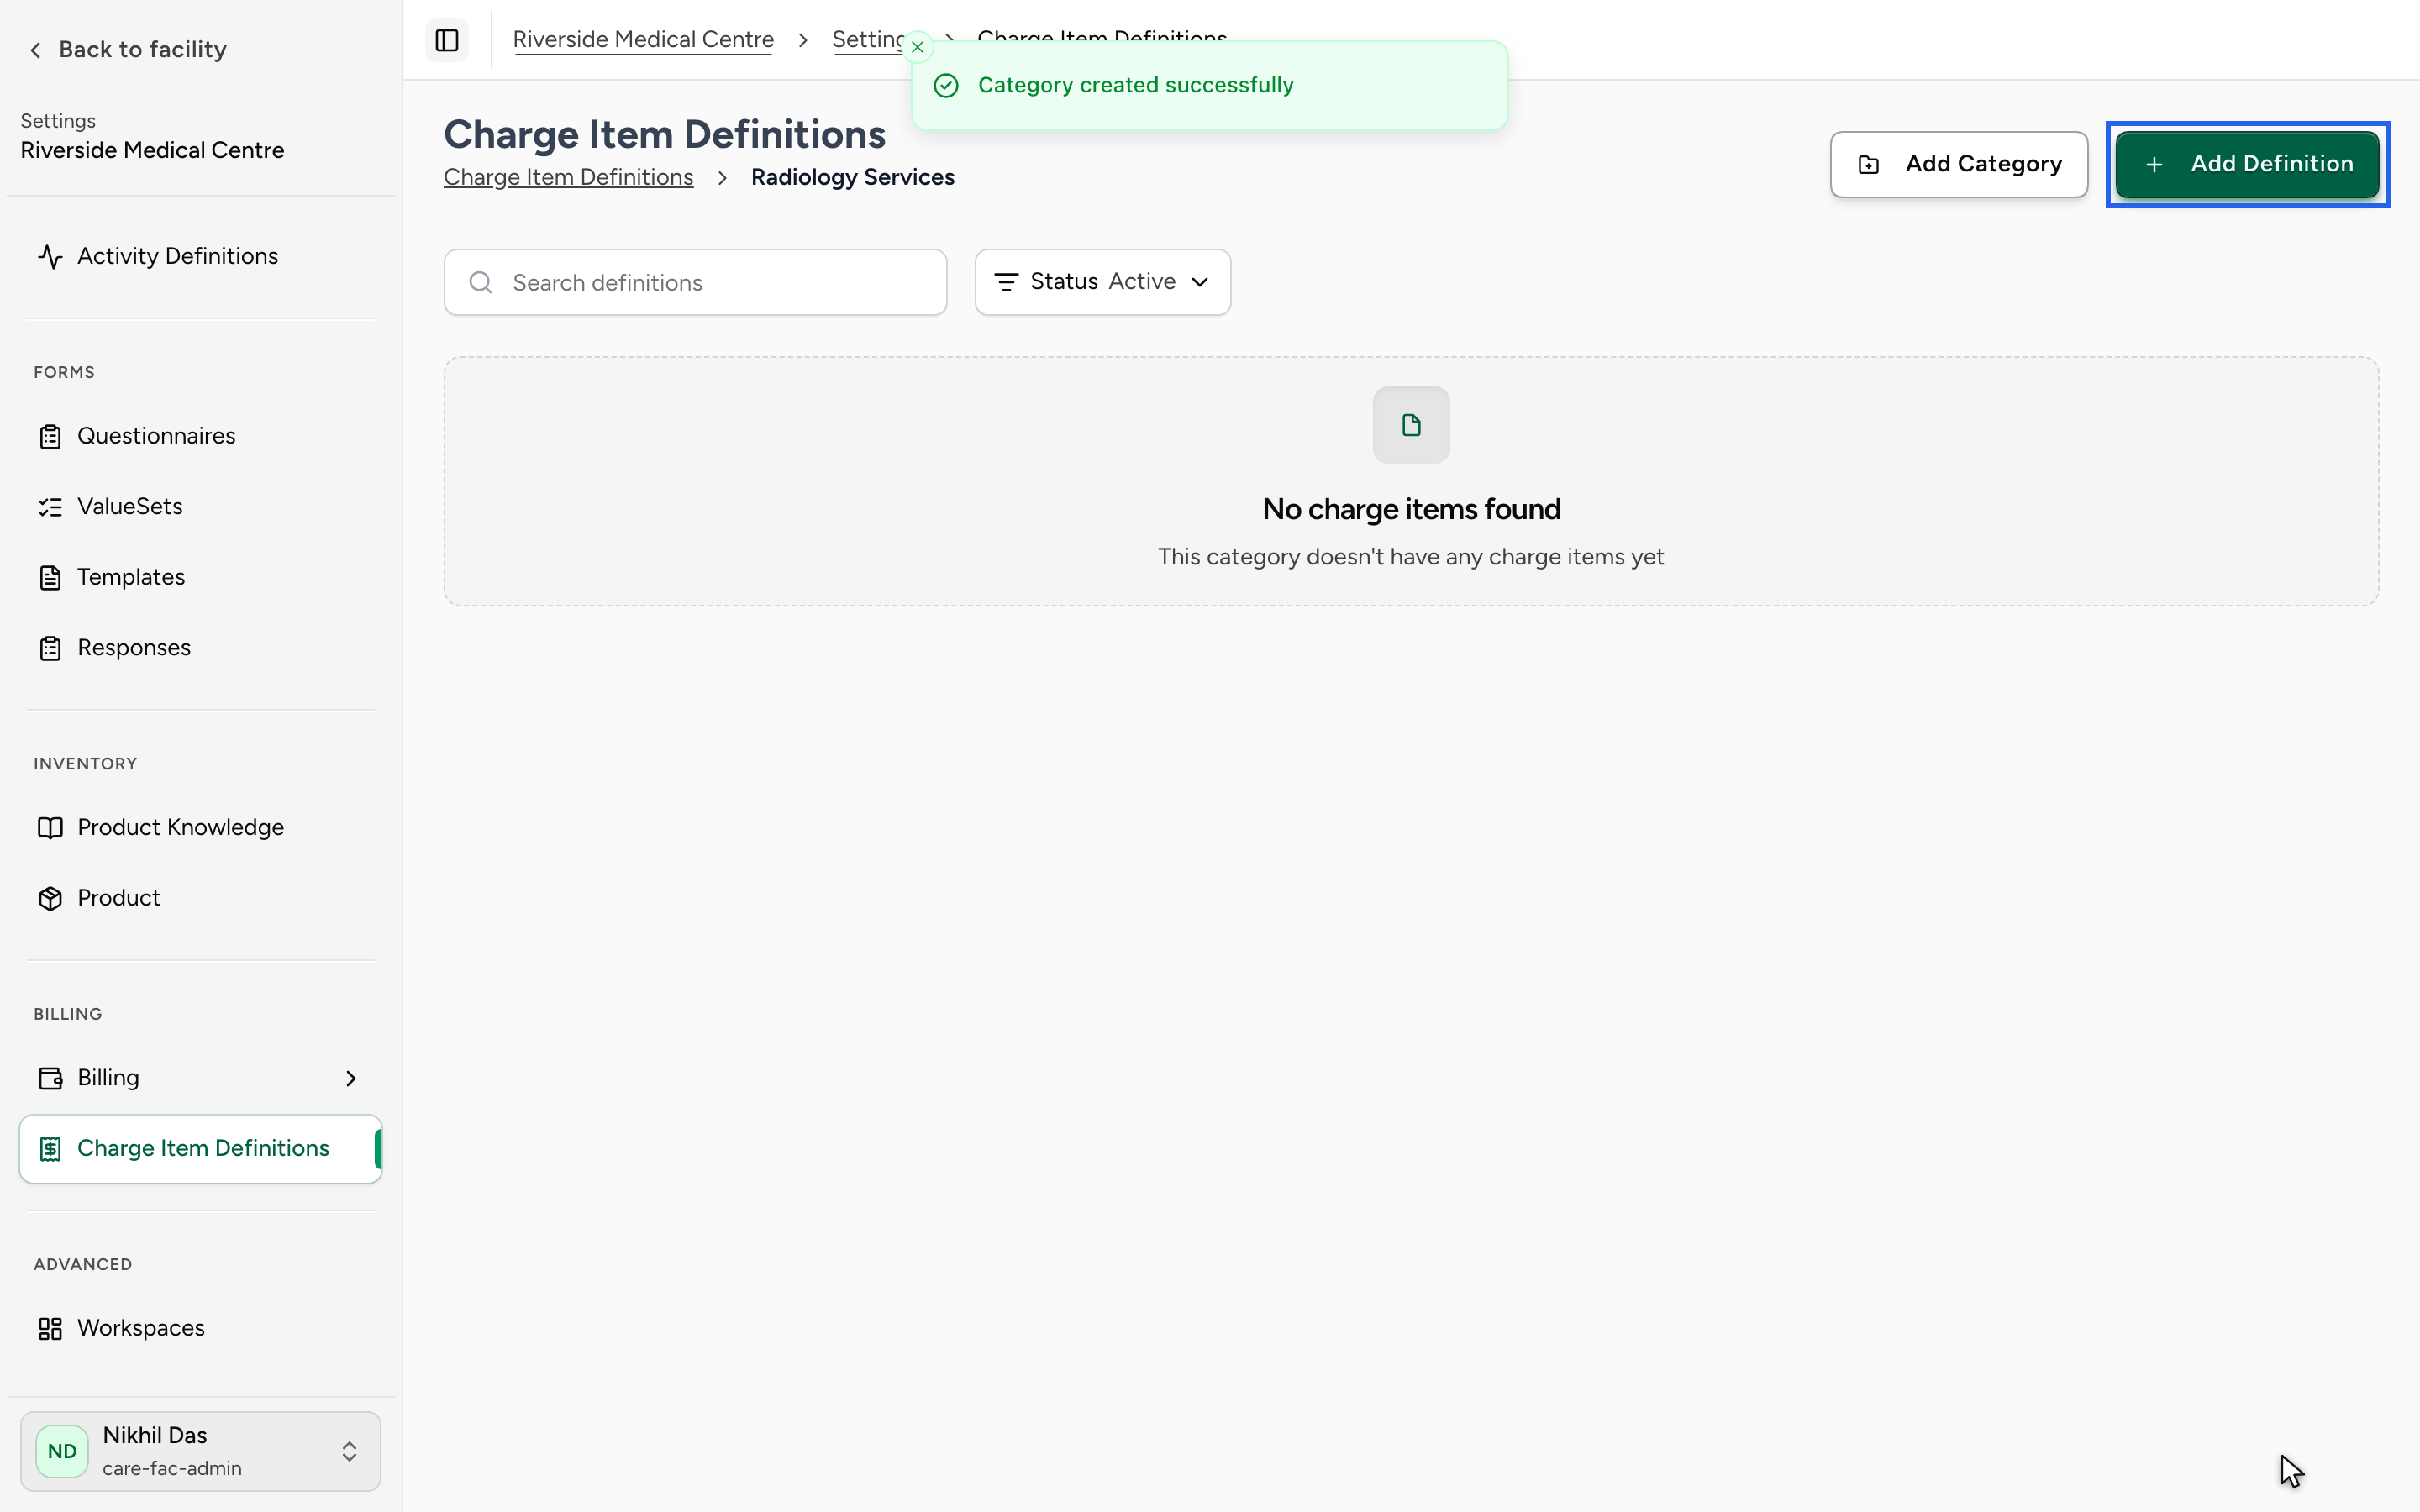 Back to facility
Settings
Riverside Medical Centre
Activity Definitions
FORMS
Questionnaires
ValueSets
Templates
Responses
INVENTORY
Product Knowledge
Product
BILLING
Billing
Charge Item Definitions
ADVANCED
Workspaces
ND
Nikhil Das
care-fac-admin
Riverside Medical Centre
Setting
Charge Item Definitions
Category created successfully
Charge Item Definitions
Charge Item Definitions > Radiology Services
Add Category
Add Definition
Search definitions
Status Active
No charge items found
This category doesn't have any charge items yet